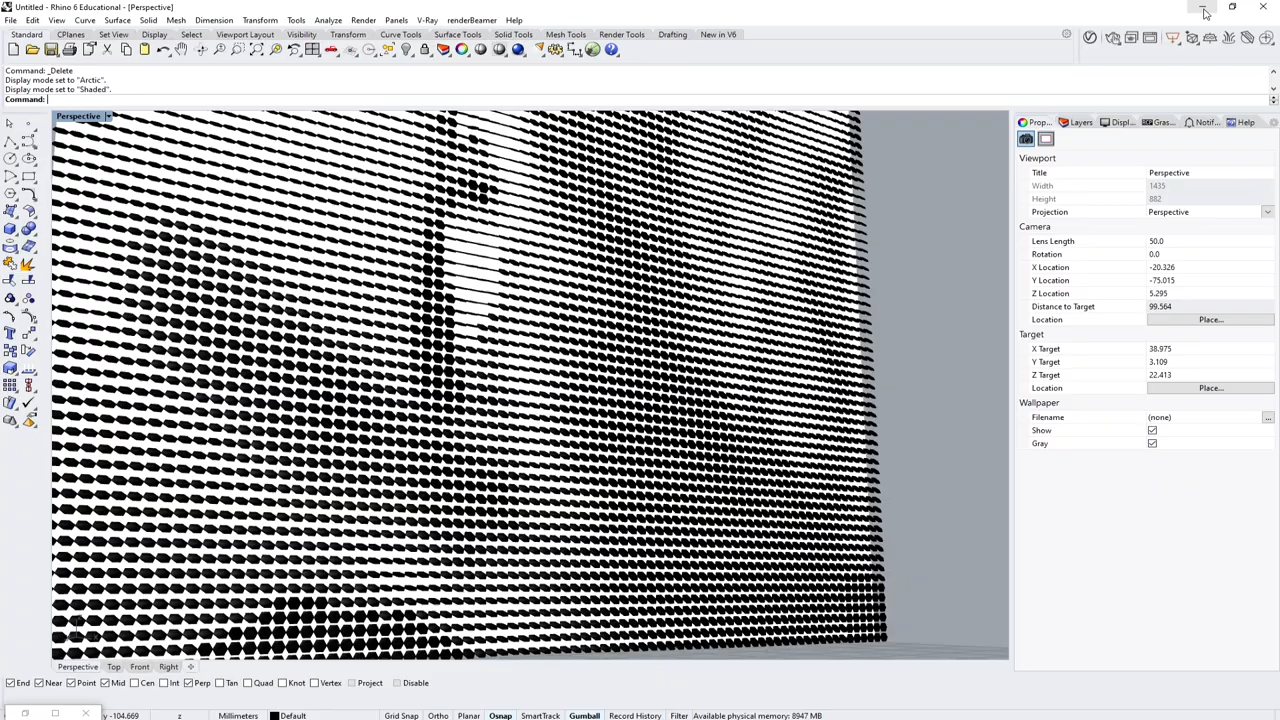 Untitled - Rhino 6 Educational - [Perspective]
File Edit View Curve Surface Solid Mesh Dimension Transform Tools Analyze Render Panels V-Ray renderBeamer Help
Standard CPlanes Set View Display Select Viewport Layout Visibility Transform Curve Tools Surface Tools Solid Tools Mesh Tools Render Tools Drafting New in V6
Command: _Delete
Display mode set to "Arctic".
Display mode set to "Shaded".
Command:
Perspective
Prop... Layers Displ... Gras... Notif... Help
Viewport
Title Perspective
Width 1435
Height 882
Projection Perspective
Camera
Lens Length 50.0
Rotation 0.0
X Location -20.326
Y Location -75.015
Z Location 5.295
Distance to Target 99.564
Location Place...
Target
X Target 38.975
Y Target 3.109
Z Target 22.413
Location Place...
Wallpaper
Filename (none) ...
Show
Gray
Perspective Top Front Right
End Near Point Mid Cen Int Perp Tan Quad Knot Vertex Project Disable
y -104.669 z Millimeters Default Grid Snap Ortho Planar Osnap SmartTrack Gumball Record History Filter Available physical memory: 8947 MB